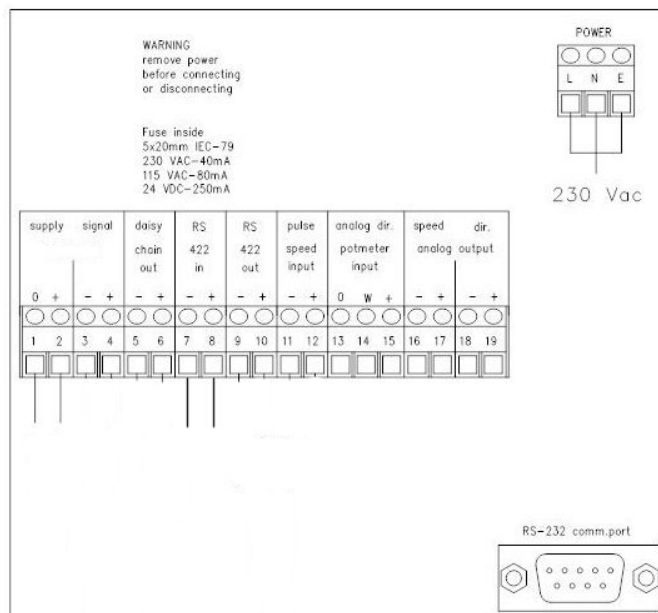 WARNING
remove power
before connecting
or disconnecting
Fuse inside
5x20mm IEC-79
230 VAC-40mA
115 VAC-80mA
24 VDC-250mA
POWER
L N E
230 Vac
supply signal daisy RS RS pulse analog dir. speed dir.
chain 422 422 speed potmeter analog output
out in out input input
0 + - + - + - + - + - + 0 W + - + - +
1 2 3 4 5 6 7 8 9 10 11 12 13 14 15 16 17 18 19
RS-232 comm.port